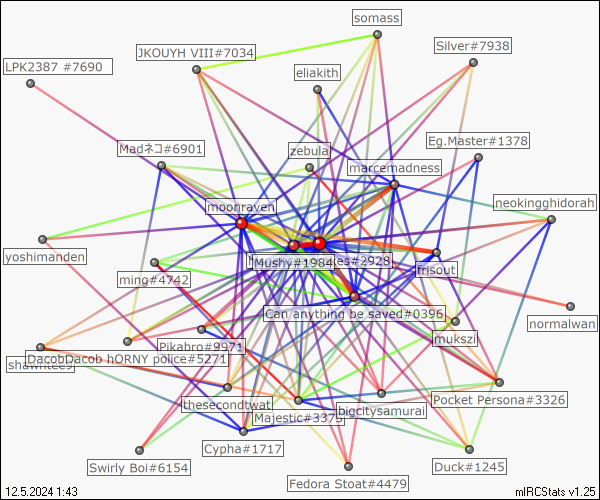 somass
Silver#7938
JKOUYH VIII#7034
LPK2387 #7690
eliakith
Eg.Master#1378
Madネコ#6901
zebula
marcemadness
neokingghidorah
moonraven
yoshimanden
Mushy#1984
es#2928
frisout
ming#4742
Can anything be saved#0396
normalwan
mukszi
Pikabro#9971
DacobDacob hORNY police#5271
shawntees
thesecondtwat
Majestic#3375
bigcitysamurai
Pocket Persona#3326
Cypha#1717
Swirly Boi#6154
Duck#1245
Fedora Stoat#4479
12.5.2024 1:43
mIRCStats v1.25